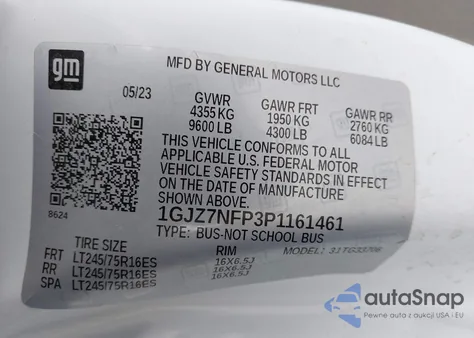 gm
MFD BY GENERAL MOTORS LLC
05/23 GVWR GAWR FRT GAWR RR
4355 KG 1950 KG 2760 KG
9600 LB 4300 LB 6084 LB
THIS VEHICLE CONFORMS TO ALL
APPLICABLE U.S. FEDERAL MOTOR
VEHICLE SAFETY STANDARDS IN EFFECT
ON THE DATE OF MANUFACTURE
SHOWN ABOVE.
8624 1GJZ7NFP3P1161461
TYPE: BUS-NOT SCHOOL BUS
TIRE SIZE RIM MODEL:
FRT LT245/75R16ES 16X6.5J
RR LT245/75R16ES 16X6.5J
SPA LT245/75R16ES 16X6.5J
autaSnap
Pewne auta z aukcji USA i EU